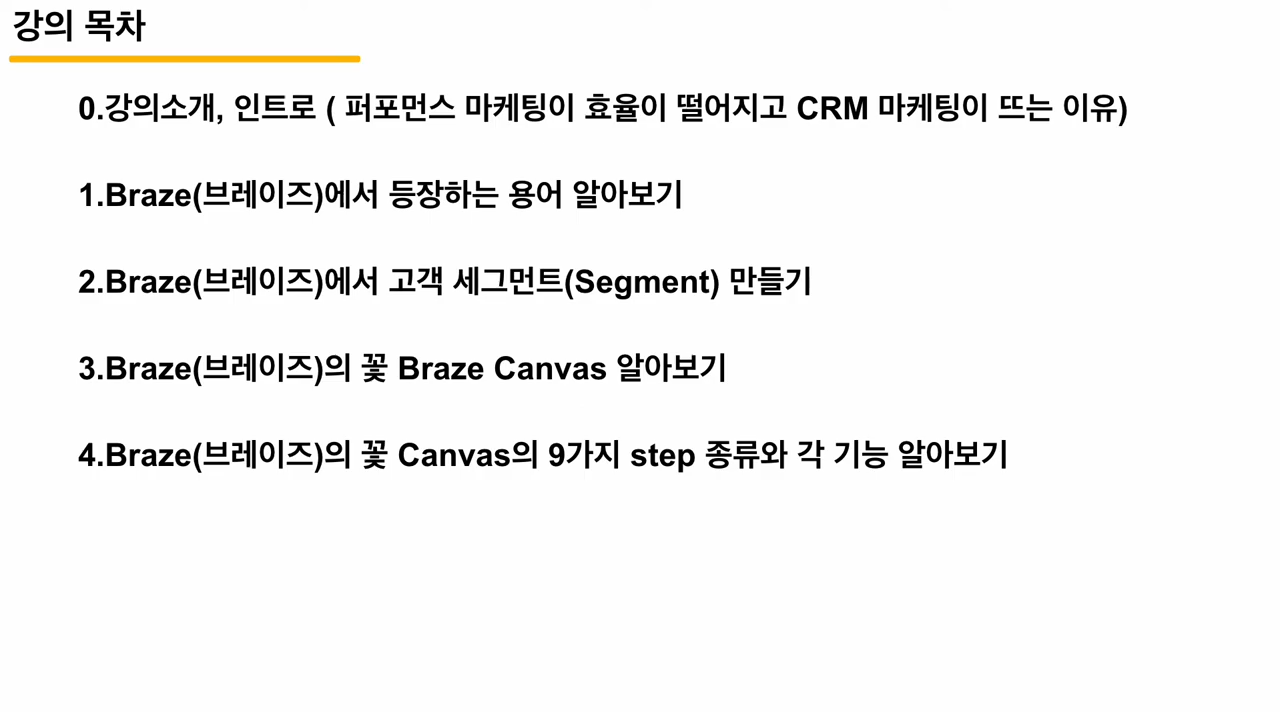 강의 목차
0.강의소개, 인트로 ( 퍼포먼스 마케팅이 효율이 떨어지고 CRM 마케팅이 뜨는 이유)
1.Braze(브레이즈)에서 등장하는 용어 알아보기
2.Braze(브레이즈)에서 고객 세그먼트(Segment) 만들기
3.Braze(브레이즈)의 꽃 Braze Canvas 알아보기
4.Braze(브레이즈)의 꽃 Canvas의 9가지 step 종류와 각 기능 알아보기